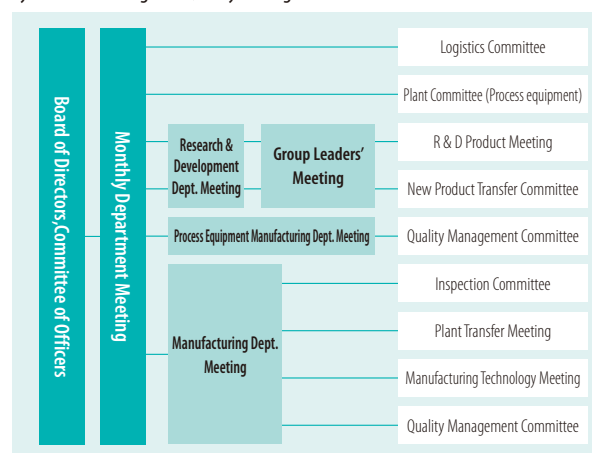 Board of Directors,Committee of Officers
Monthly Department Meeting
Research &
Development
Dept. Meeting
Group Leaders'
Meeting
Process Equipment Manufacturing Dept. Meeting
Manufacturing Dept.
Meeting
Logistics Committee
Plant Committee (Process equipment)
R & D Product Meeting
New Product Transfer Committee
Quality Management Committee
Inspection Committee
Plant Transfer Meeting
Manufacturing Technology Meeting
Quality Management Committee